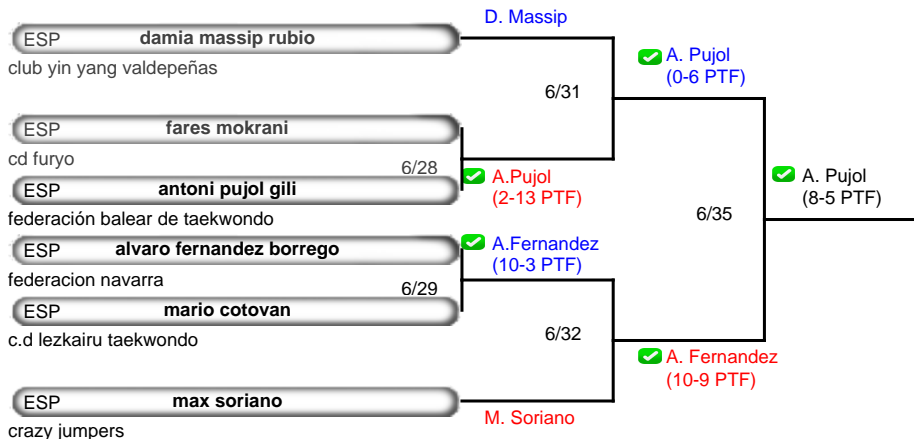 D. Massip
ESP damia massip rubio
club yin yang valdepeñas
A. Pujol
(0-6 PTF)
6/31
ESP fares mokrani
cd furyo
6/28
A.Pujol
(2-13 PTF)
ESP antoni pujol gili
federación balear de taekwondo
A. Pujol
(8-5 PTF)
6/35
ESP alvaro fernandez borrego
federacion navarra
A.Fernandez
(10-3 PTF)
6/29
ESP mario cotovan
c.d lezkairu taekwondo
6/32
A. Fernandez
(10-9 PTF)
ESP max soriano
crazy jumpers
M. Soriano